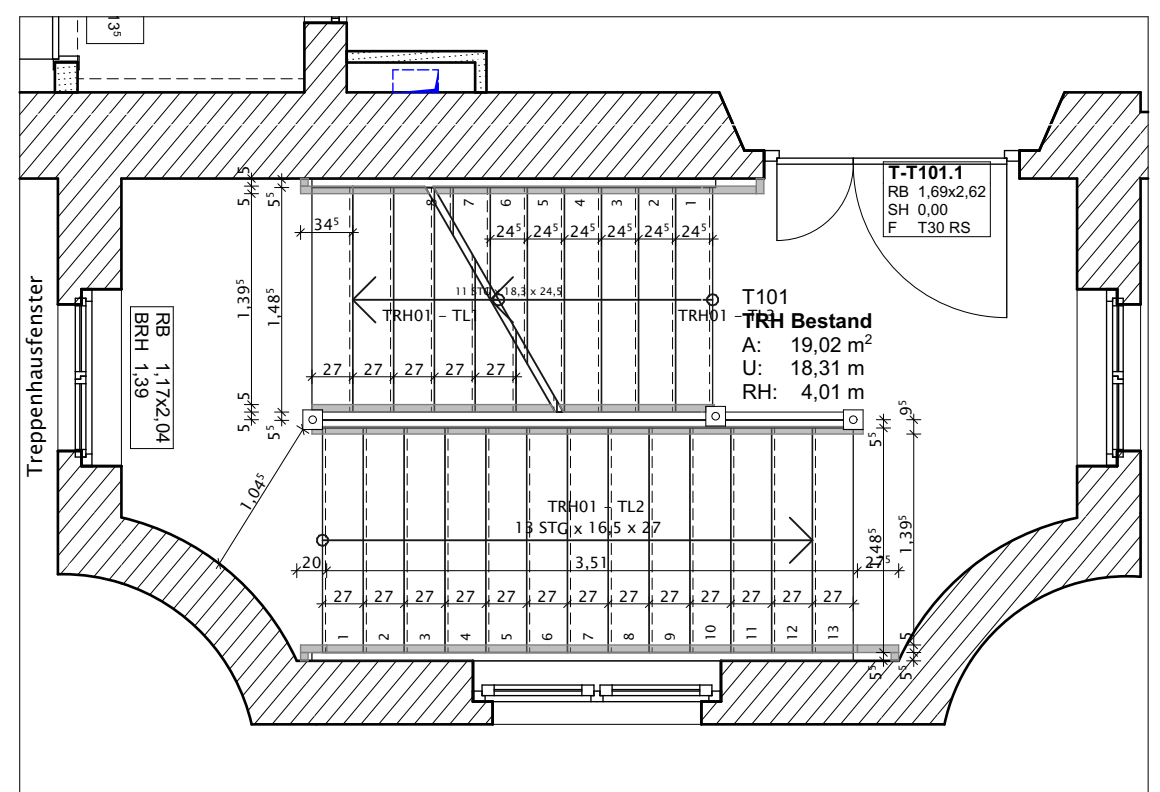 13⁵
T-T101.1
RB 1,69x2,62
SH 0,00
F T30 RS
5 5
5⁵
34⁵
8 7 6 5 4 3 2 1
24⁵ 24⁵ 24⁵ 24⁵ 24⁵ 24⁵
1,39⁵
1,48⁵
11 STG x 18,3 x 24,5
TRH01 - TL1
TRH01 - TL3
T101
TRH Bestand
A: 19,02 m²
U: 18,31 m
RH: 4,01 m
27 27 27 27 27
Treppenhausfenster
RB 1,17x2,04
BRH 1,39
5 5
5⁵
9⁵
5⁵
1,04⁵
TRH01 - TL2
13 STG x 16,5 x 27
1,48⁵
1,39⁵
20
3,51
27⁵
27 27 27 27 27 27 27 27 27 27 27 27 27
1 2 3 4 5 6 7 8 9 10 11 12 13
5
5⁵
5⁵